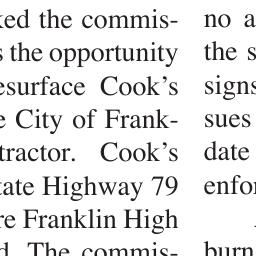 ked the commis-
s the opportunity
esurface Cook's
e City of Frank-
tractor. Cook's
tate Highway 79
re Franklin High
d. The commis-
no a
the s
signs
sues
date
enfor
burn